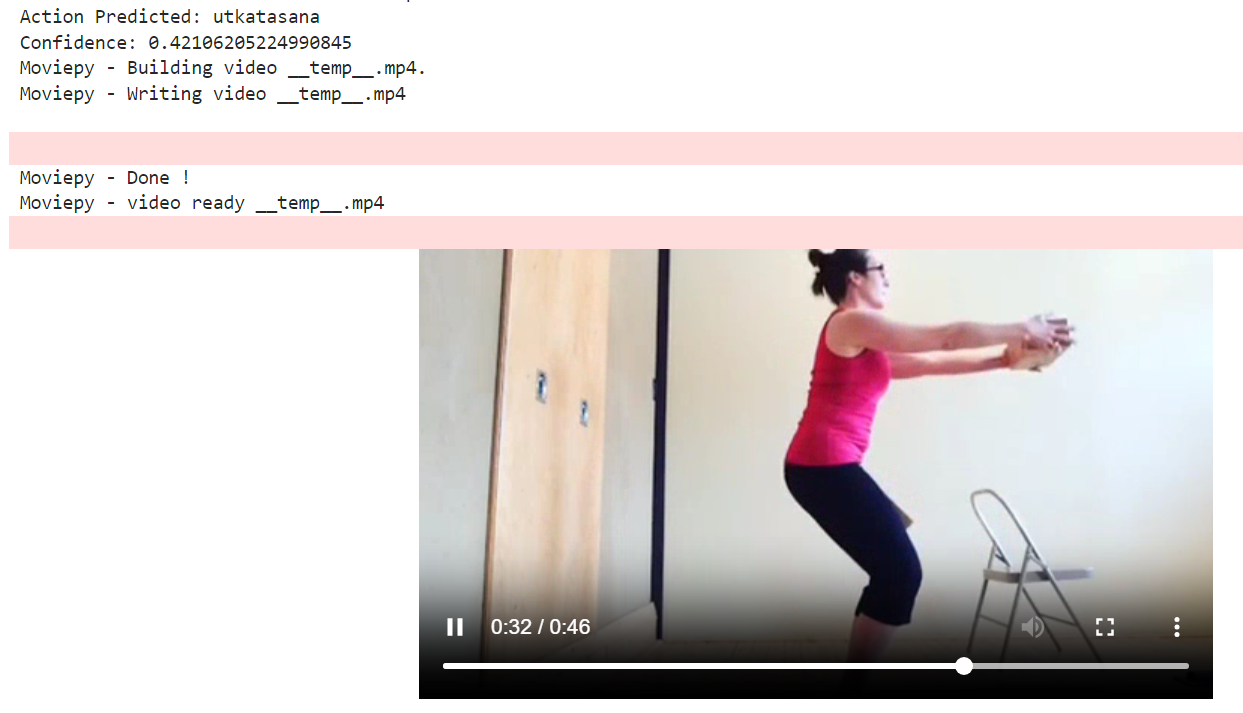 Action Predicted: utkatasana
Confidence: 0.42106205224990845
Moviepy - Building video __temp__.mp4.
Moviepy - Writing video __temp__.mp4
Moviepy - Done !
Moviepy - video ready __temp__.mp4
0:32 / 0:46